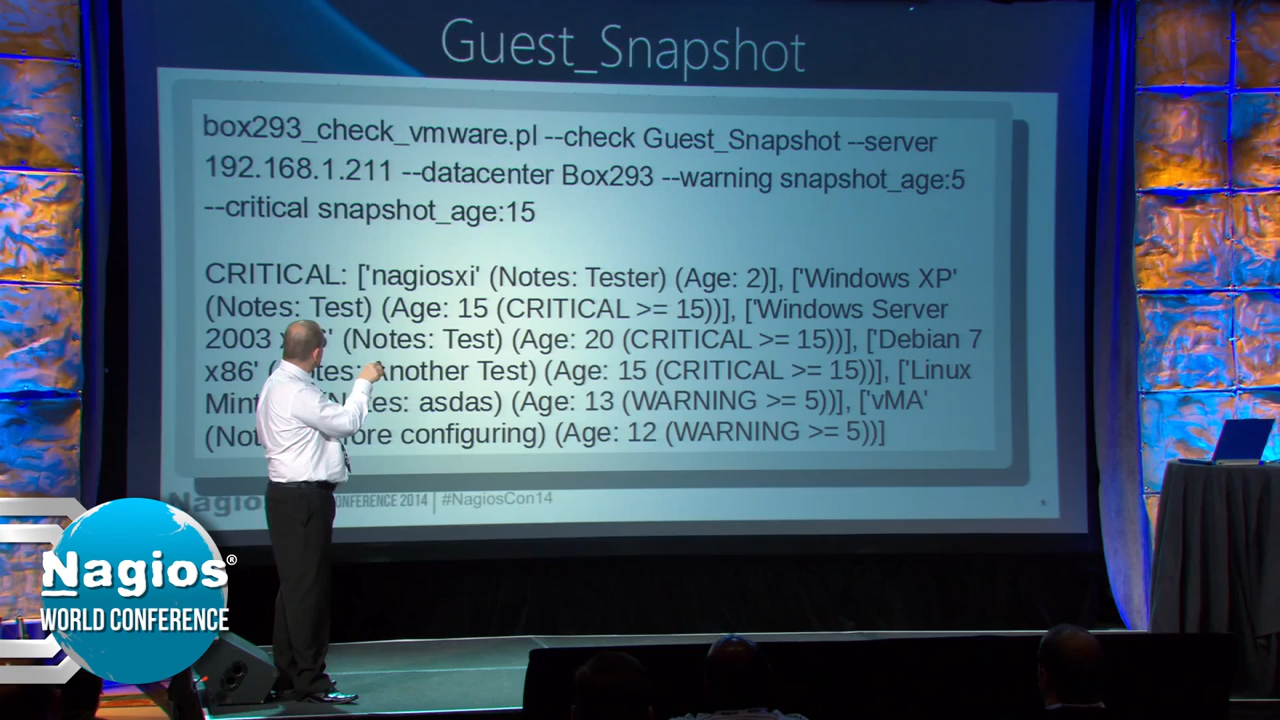 Guest_Snapshot
box293_check_vmware.pl --check Guest_Snapshot --server
192.168.1.211 --datacenter Box293 --warning snapshot_age:5
--critical snapshot_age:15
CRITICAL: ['nagiosxi' (Notes: Tester) (Age: 2)], ['Windows XP'
(Notes: Test) (Age: 15 (CRITICAL >= 15))], ['Windows Server
2003 (Notes: Test) (Age: 20 (CRITICAL >= 15))], ['Debian 7
x86' Another Test) (Age: 15 (CRITICAL >= 15))], ['Linux
asdas) (Age: 13 (WARNING >= 5))], ['vMA'
configuring) (Age: 12 (WARNING >= 5))]
Nagios CONFERENCE 2014 | #NagiosCon14
Nagios®
WORLD CONFERENCE